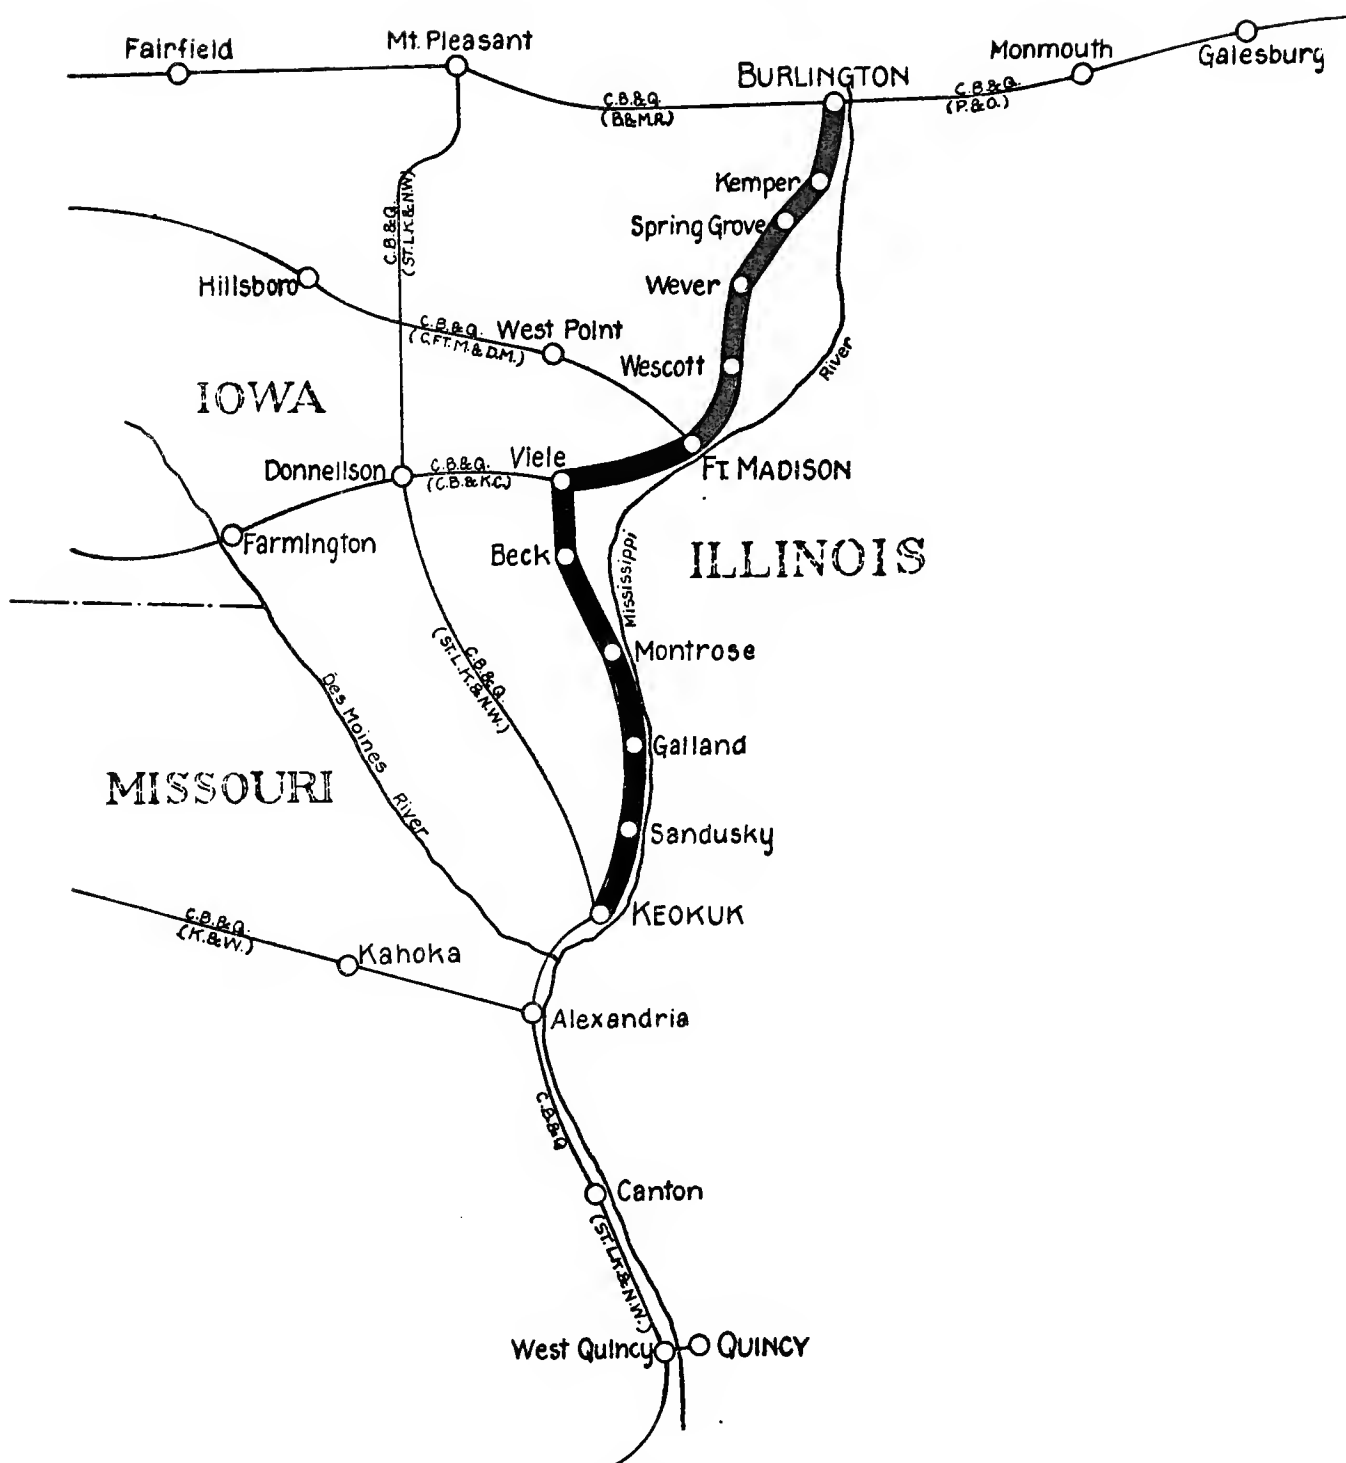 Fairfield
Mt. Pleasant
BURLINGTON
Monmouth
Galesburg
C.B.&Q.
(B.&M.R.)
C.B.&Q.
(P.&O.)
Kemper
Spring Grove
Wever
Wescott
C.B.&Q.
(ST.L.K.&N.W.)
Hillsboro
C.B.&Q.
(C.FT.M.&D.M.)
West Point
River
IOWA
Donnellson
C.B.&Q.
(C.B.&K.C.)
Viele
FT. MADISON
Farmington
Beck
Mississippi
ILLINOIS
Montrose
C.B.&Q.
(ST.L.K.&N.W.)
Des Moines River
Galland
MISSOURI
Sandusky
KEOKUK
C.B.&Q.
(K.&W.)
Kahoka
Alexandria
C.B.&Q
Canton
(ST.L.K.&N.W.)
West Quincy
QUINCY